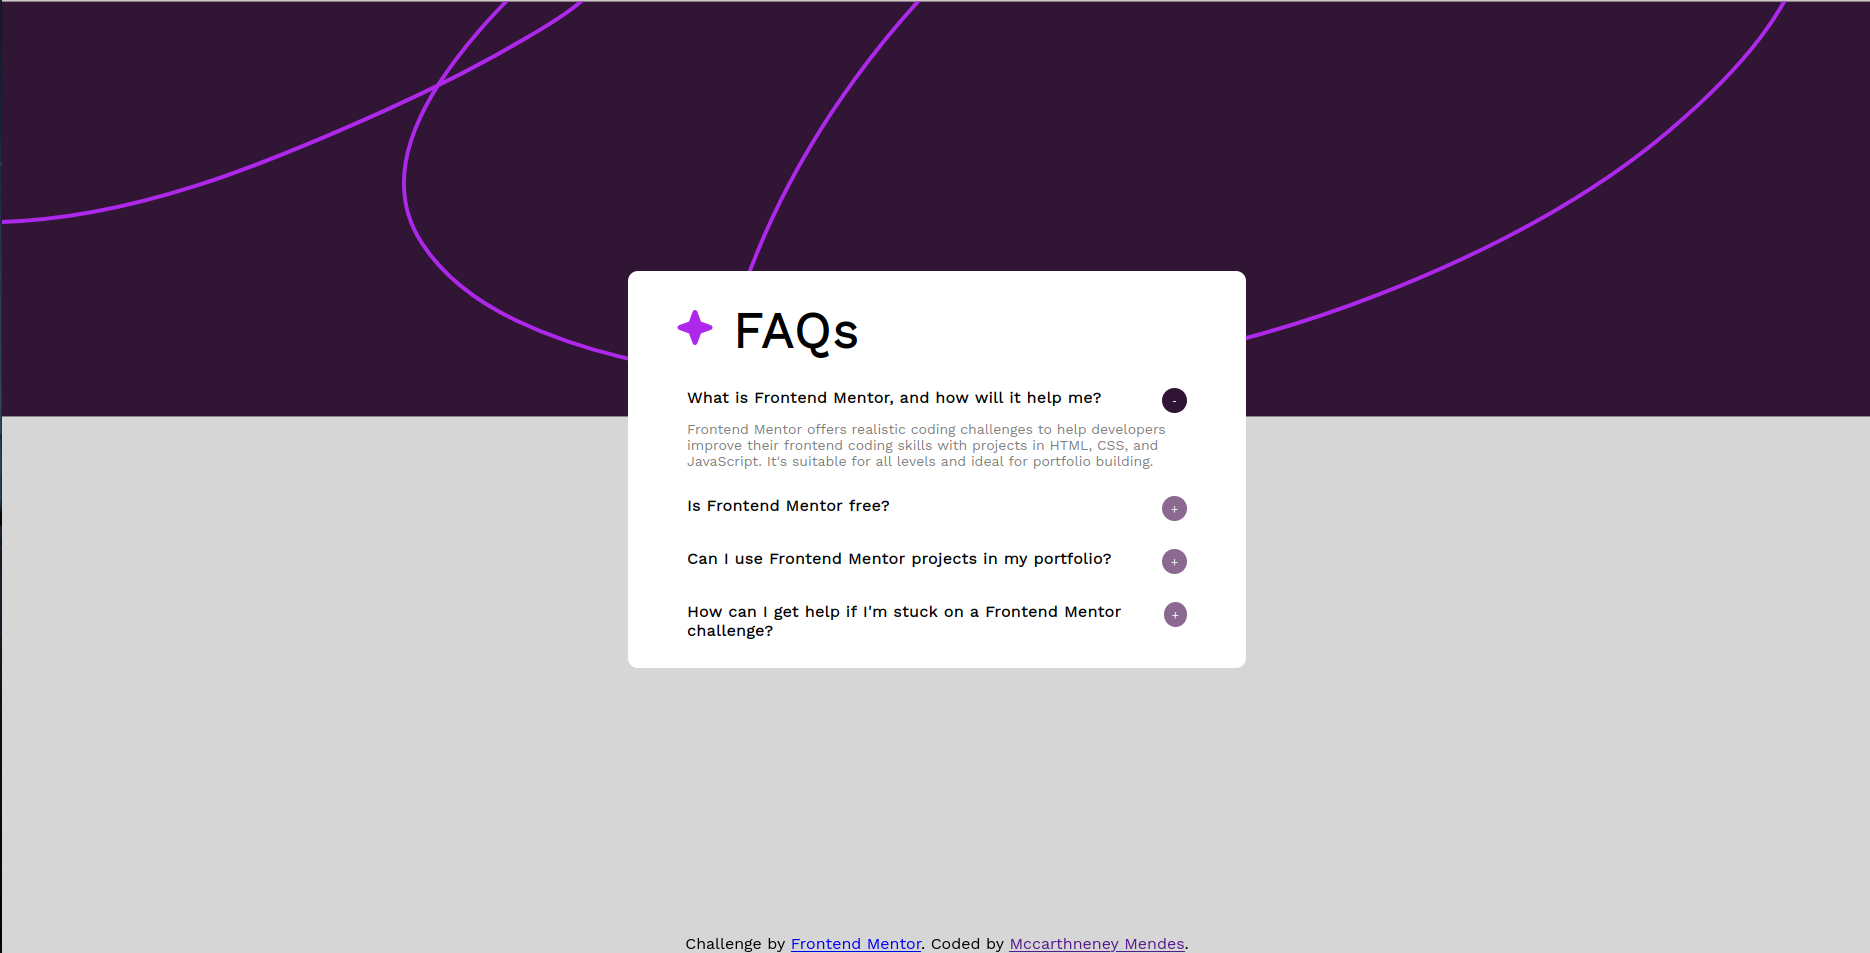 FAQs
What is Frontend Mentor, and how will it help me?
-
Frontend Mentor offers realistic coding challenges to help developers
improve their frontend coding skills with projects in HTML, CSS, and
JavaScript. It's suitable for all levels and ideal for portfolio building.
Is Frontend Mentor free?
+
Can I use Frontend Mentor projects in my portfolio?
+
How can I get help if I'm stuck on a Frontend Mentor
challenge?
+
Challenge by Frontend Mentor. Coded by Mccarthneney Mendes.